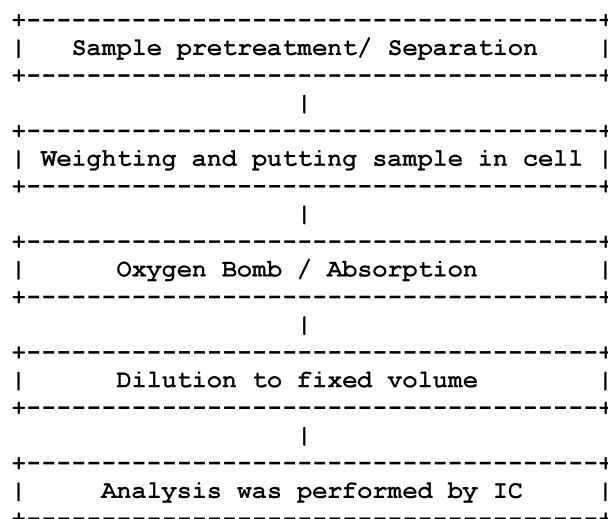 Sample pretreatment/ Separation
Weighting and putting sample in cell
Oxygen Bomb / Absorption
Dilution to fixed volume
Analysis was performed by IC